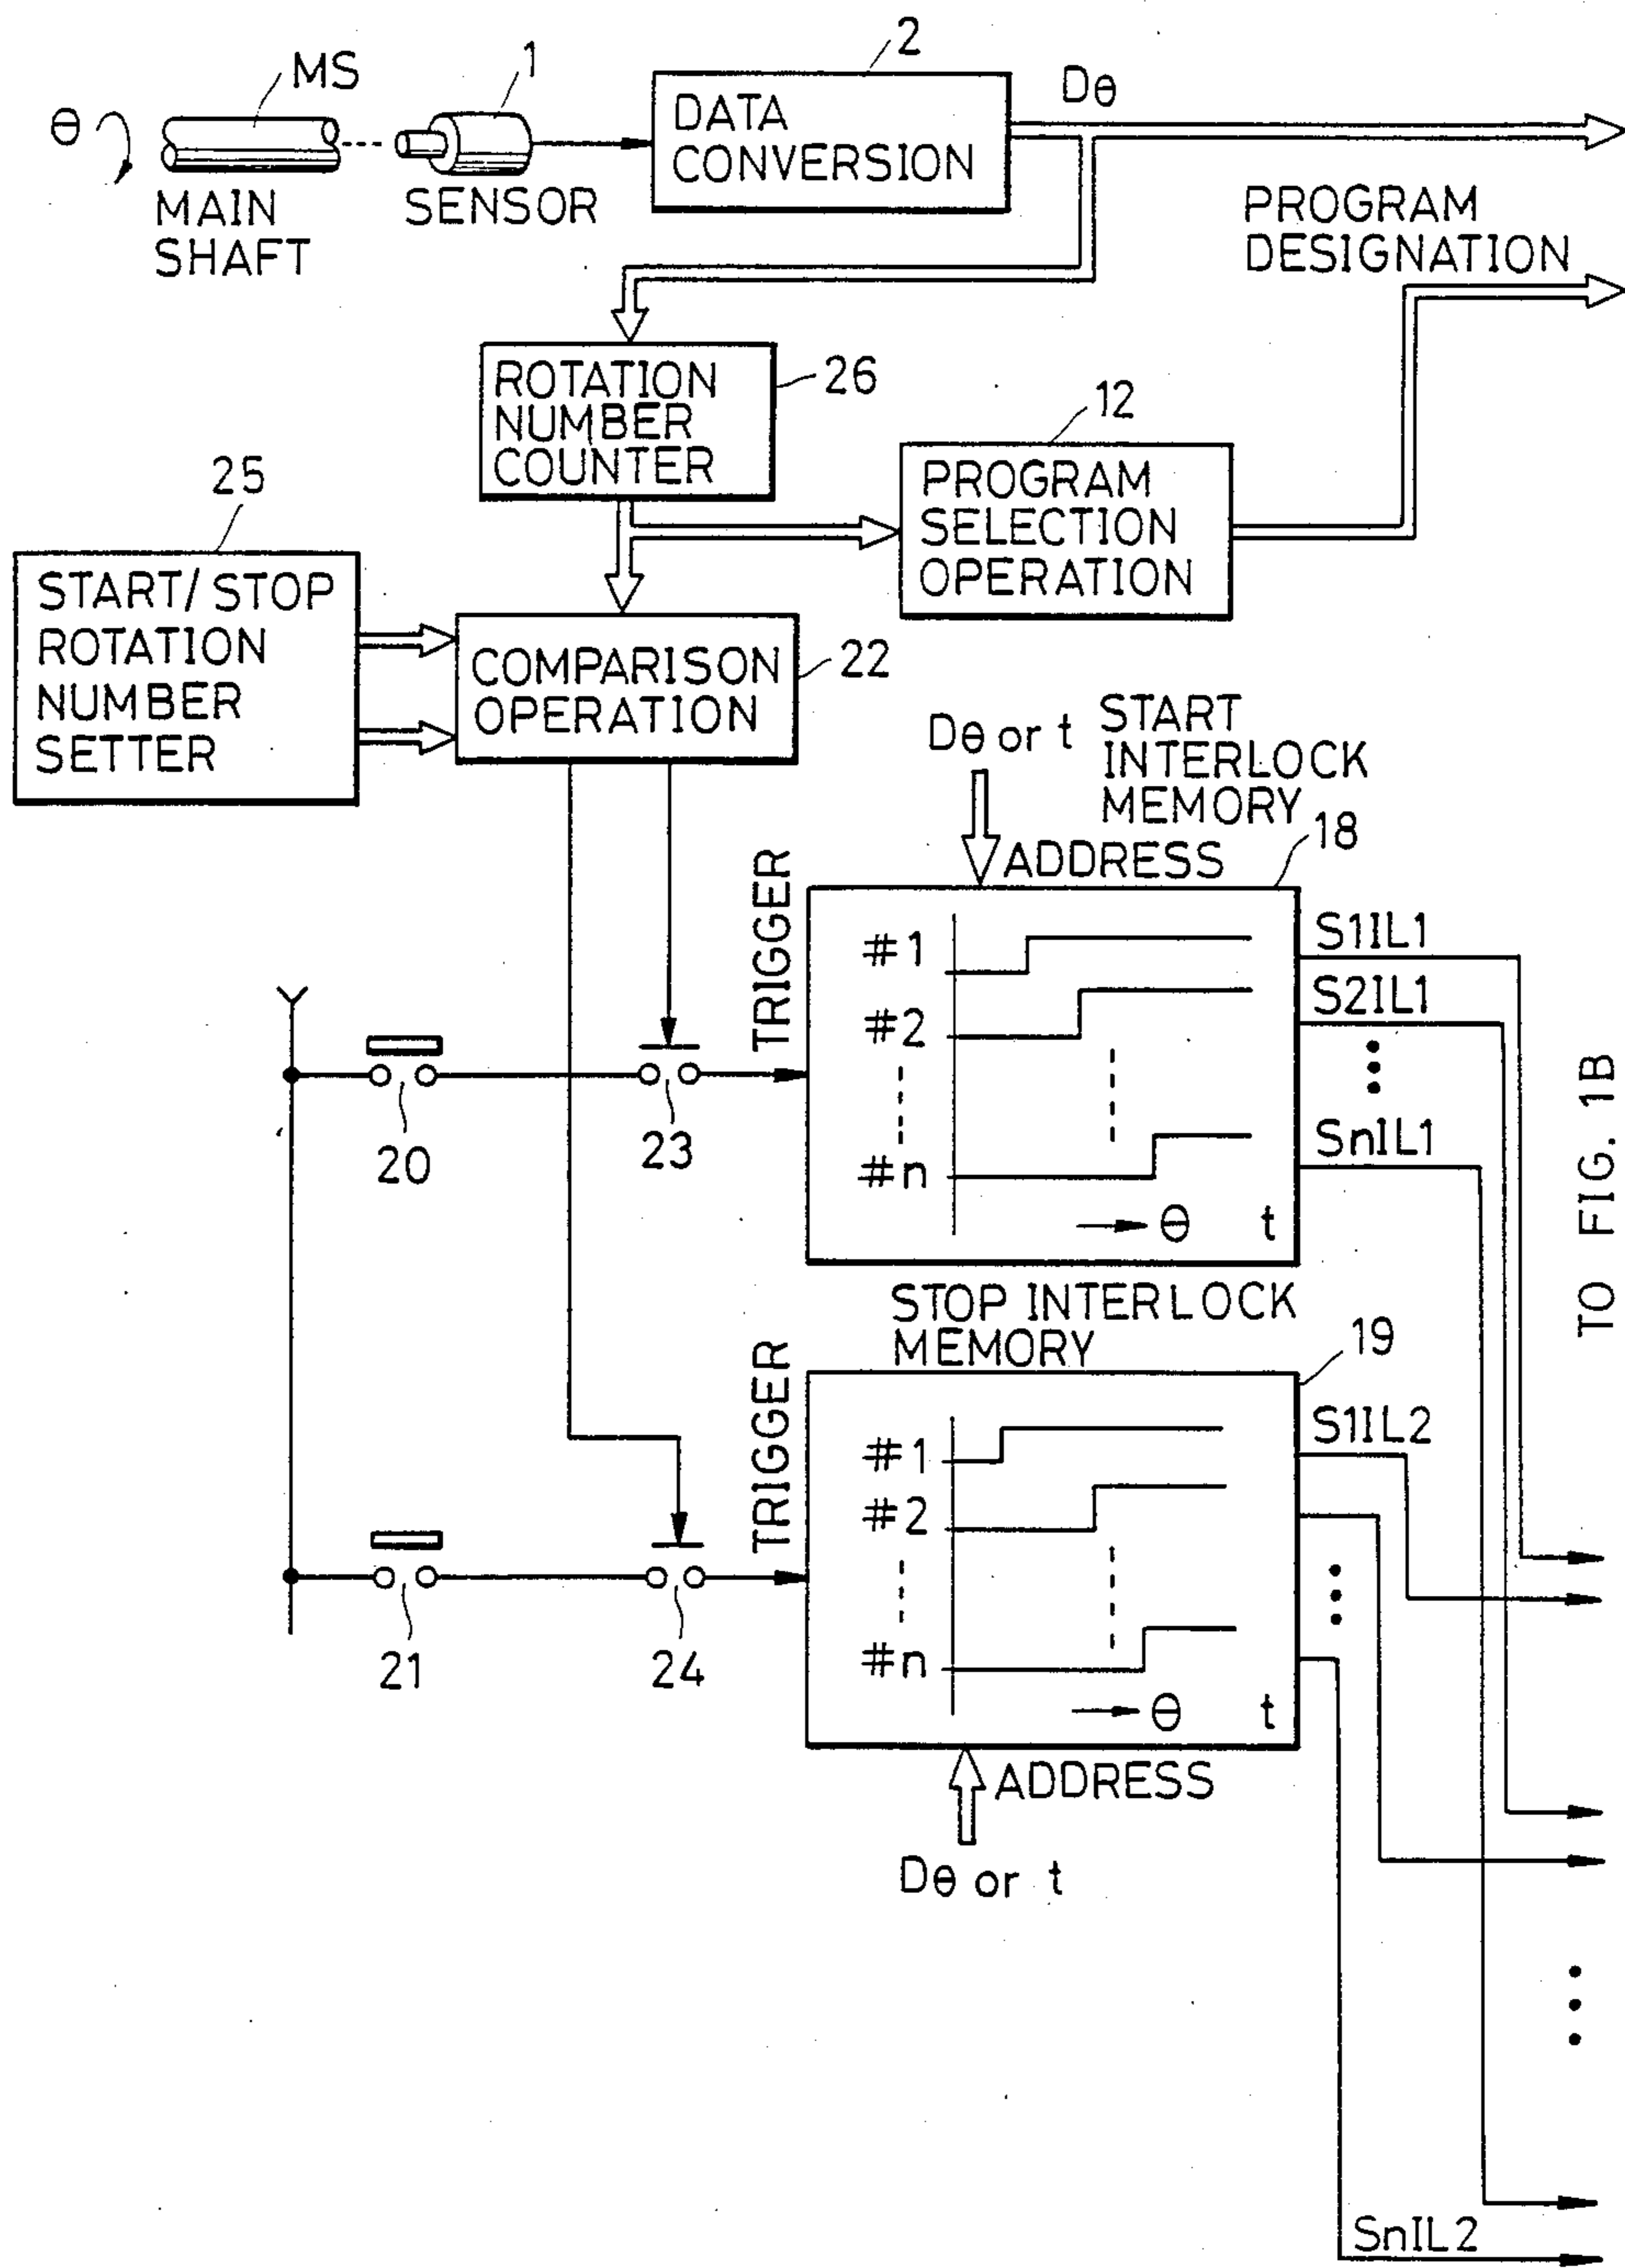 MS
1
2
Dθ
θ
DATA
CONVERSION
MAIN
SHAFT
SENSOR
PROGRAM
DESIGNATION
ROTATION
NUMBER
COUNTER
26
12
25
PROGRAM
SELECTION
OPERATION
START/STOP
ROTATION
NUMBER
SETTER
COMPARISON
OPERATION
22
Dθ or t
START
INTERLOCK
MEMORY
18
ADDRESS
TRIGGER
#1
#2
#n
θ
t
S1IL1
S2IL1
SnIL1
20
23
TO FIG. 1B
STOP INTERLOCK
MEMORY
19
TRIGGER
#1
#2
#n
θ
t
S1IL2
21
24
ADDRESS
Dθ or t
SnIL2